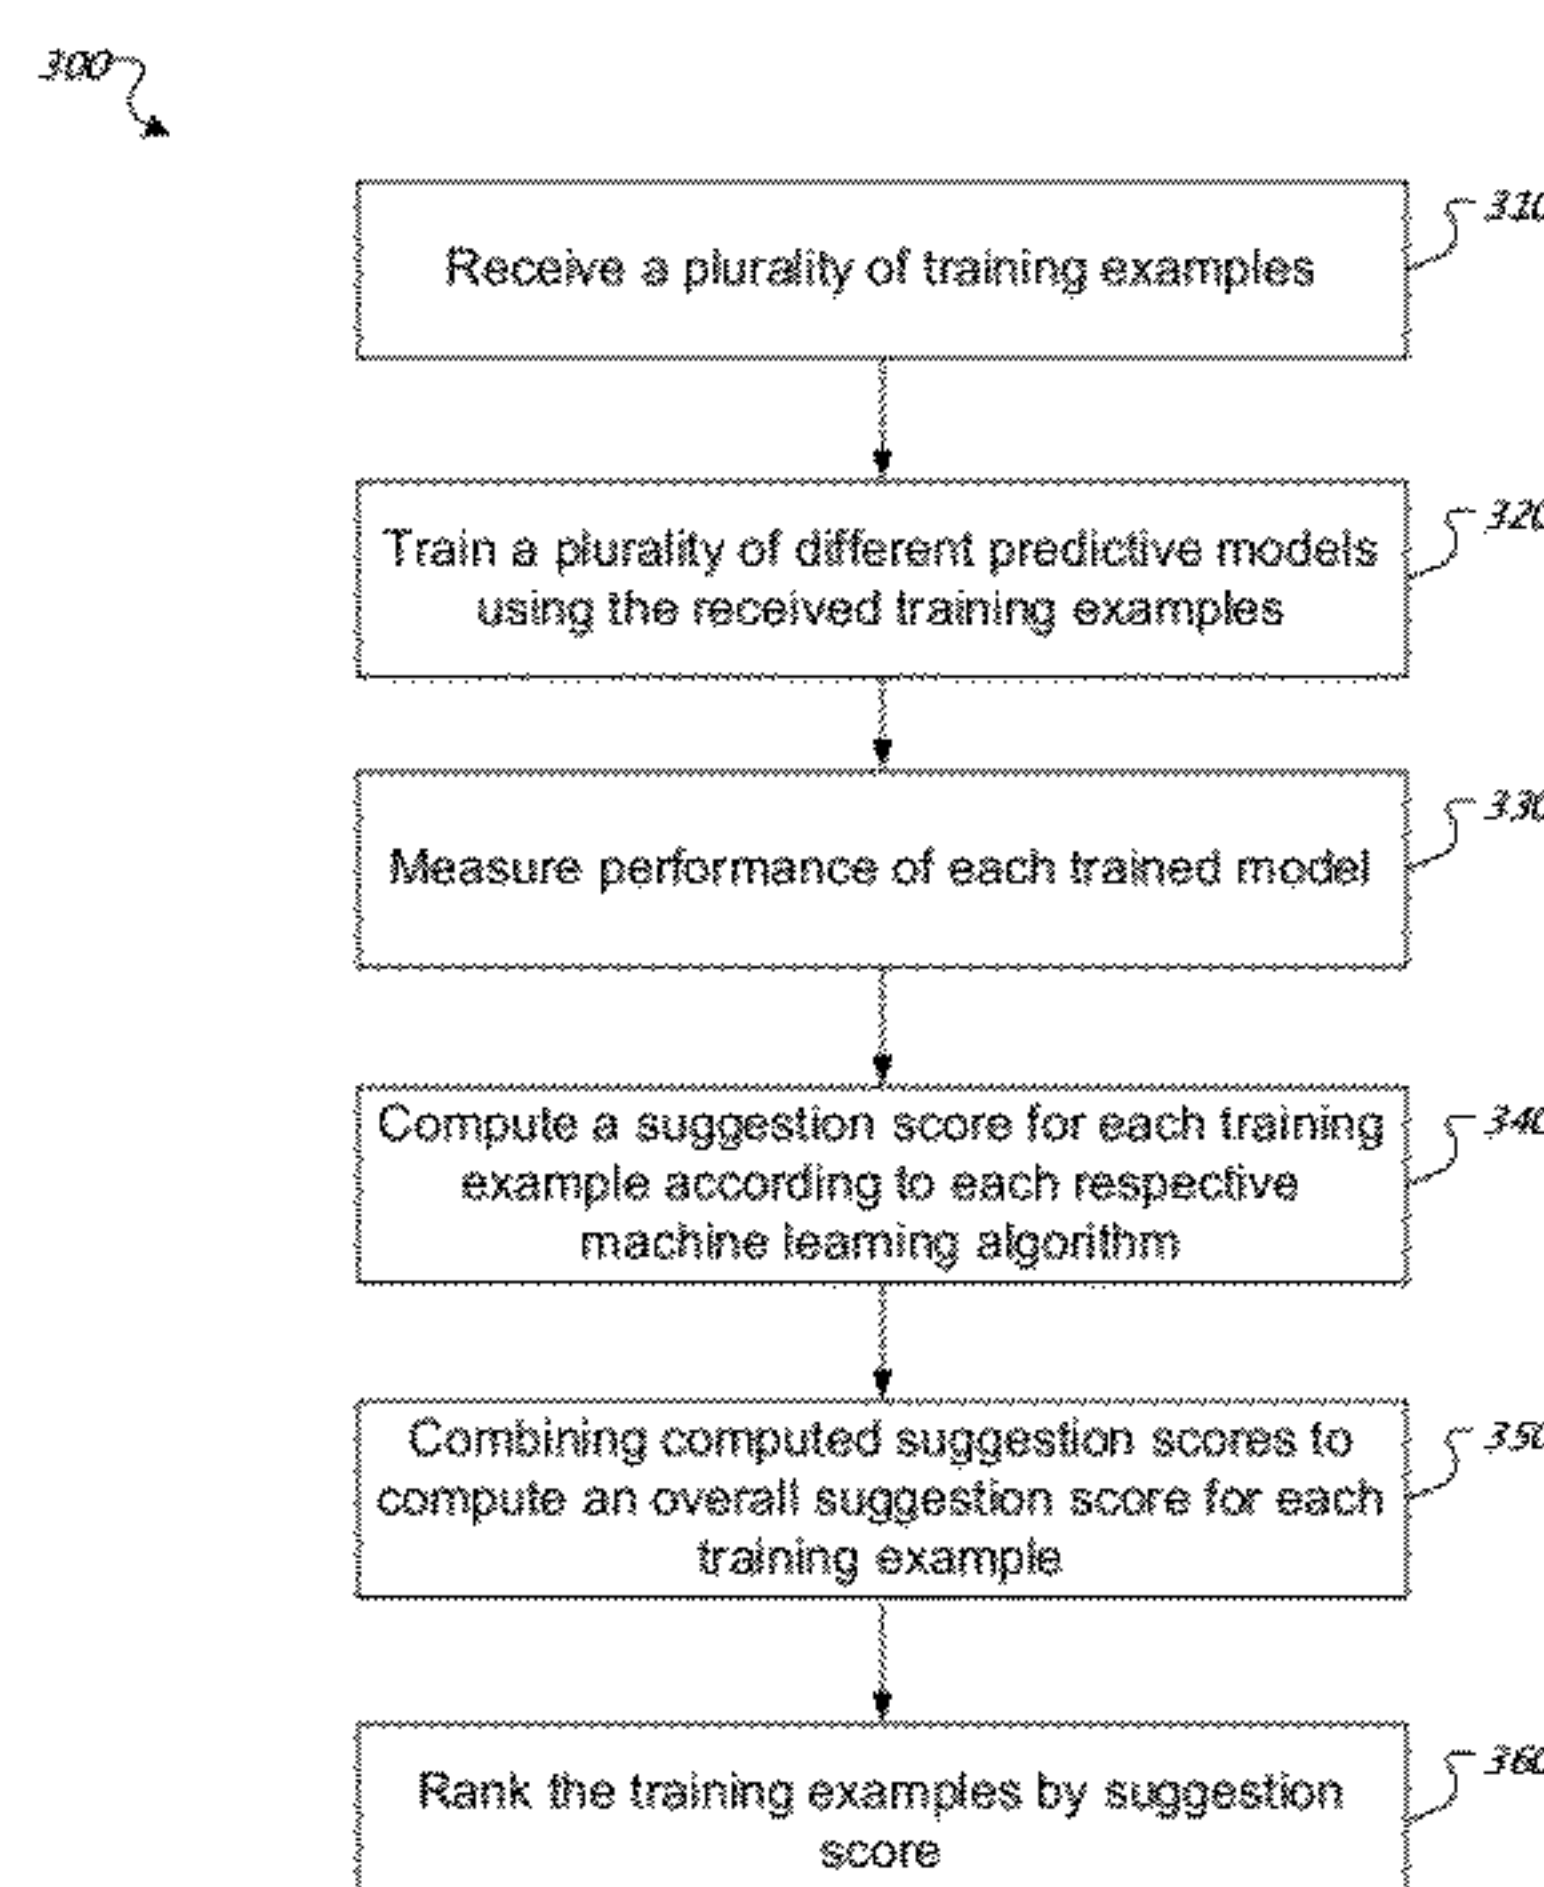 300
310
Receive a plurality of training examples
320
Train a plurality of different predictive models
using the received training examples
330
Measure performance of each trained model
340
Compute a suggestion score for each training
example according to each respective
machine learning algorithm
350
Combining computed suggestion scores to
compute an overall suggestion score for each
training example
360
Rank the training examples by suggestion
score